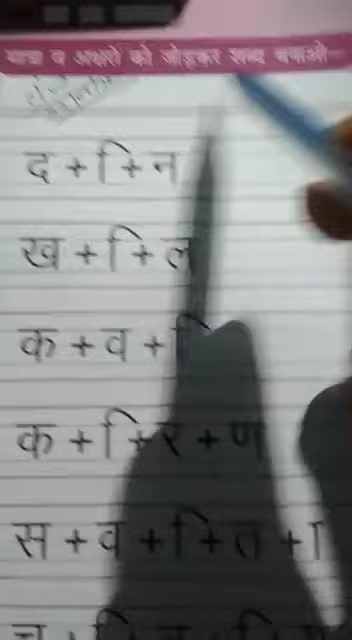 मात्रा व अक्षरों को जोड़कर शब्द बनाओ
द + ि + न
ख + ि + ल
क + व + ि
क + ि + र + ण
स + व + ि + त + ा